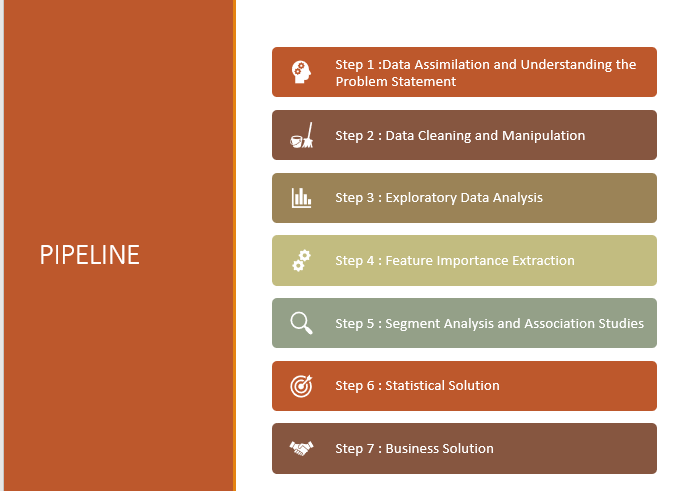 PIPELINE
Step 1 :Data Assimilation and Understanding the
Problem Statement
Step 2 : Data Cleaning and Manipulation
Step 3 : Exploratory Data Analysis
Step 4 : Feature Importance Extraction
Step 5 : Segment Analysis and Association Studies
Step 6 : Statistical Solution
Step 7 : Business Solution